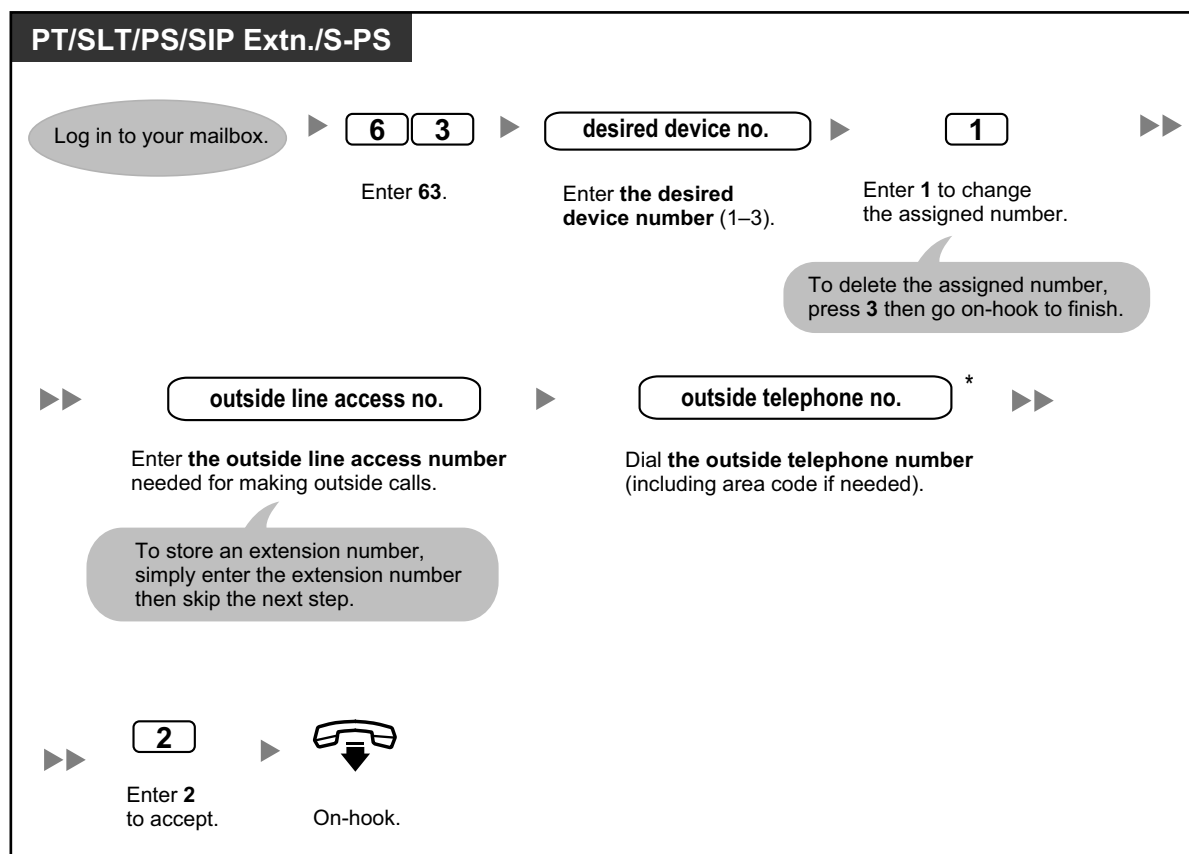 PT/SLT/PS/SIP Extn./S-PS
Log in to your mailbox.
6 3
desired device no.
1
Enter 63.
Enter the desired
device number (1–3).
Enter 1 to change
the assigned number.
To delete the assigned number,
press 3 then go on-hook to finish.
outside line access no.
outside telephone no. *
Enter the outside line access number
needed for making outside calls.
Dial the outside telephone number
(including area code if needed).
To store an extension number,
simply enter the extension number
then skip the next step.
2
Enter 2
to accept.
On-hook.